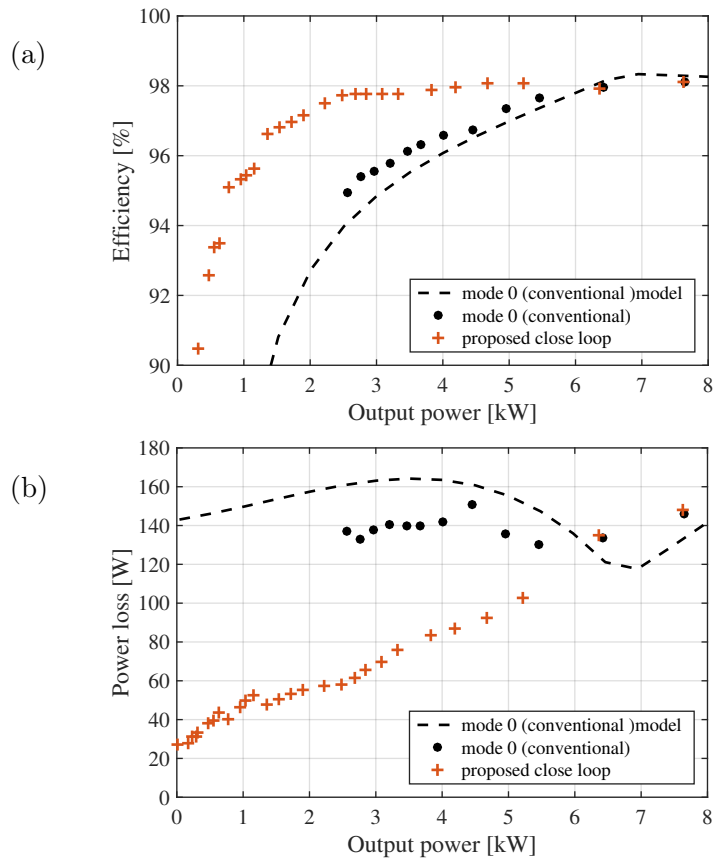 (a)
Efficiency [%]
100
98
96
94
92
90
0 1 2 3 4 5 6 7 8
Output power [kW]
mode 0 (conventional )model
mode 0 (conventional)
proposed close loop
(b)
Power loss [W]
180
160
140
120
100
80
60
40
20
0
0 1 2 3 4 5 6 7 8
Output power [kW]
mode 0 (conventional )model
mode 0 (conventional)
proposed close loop